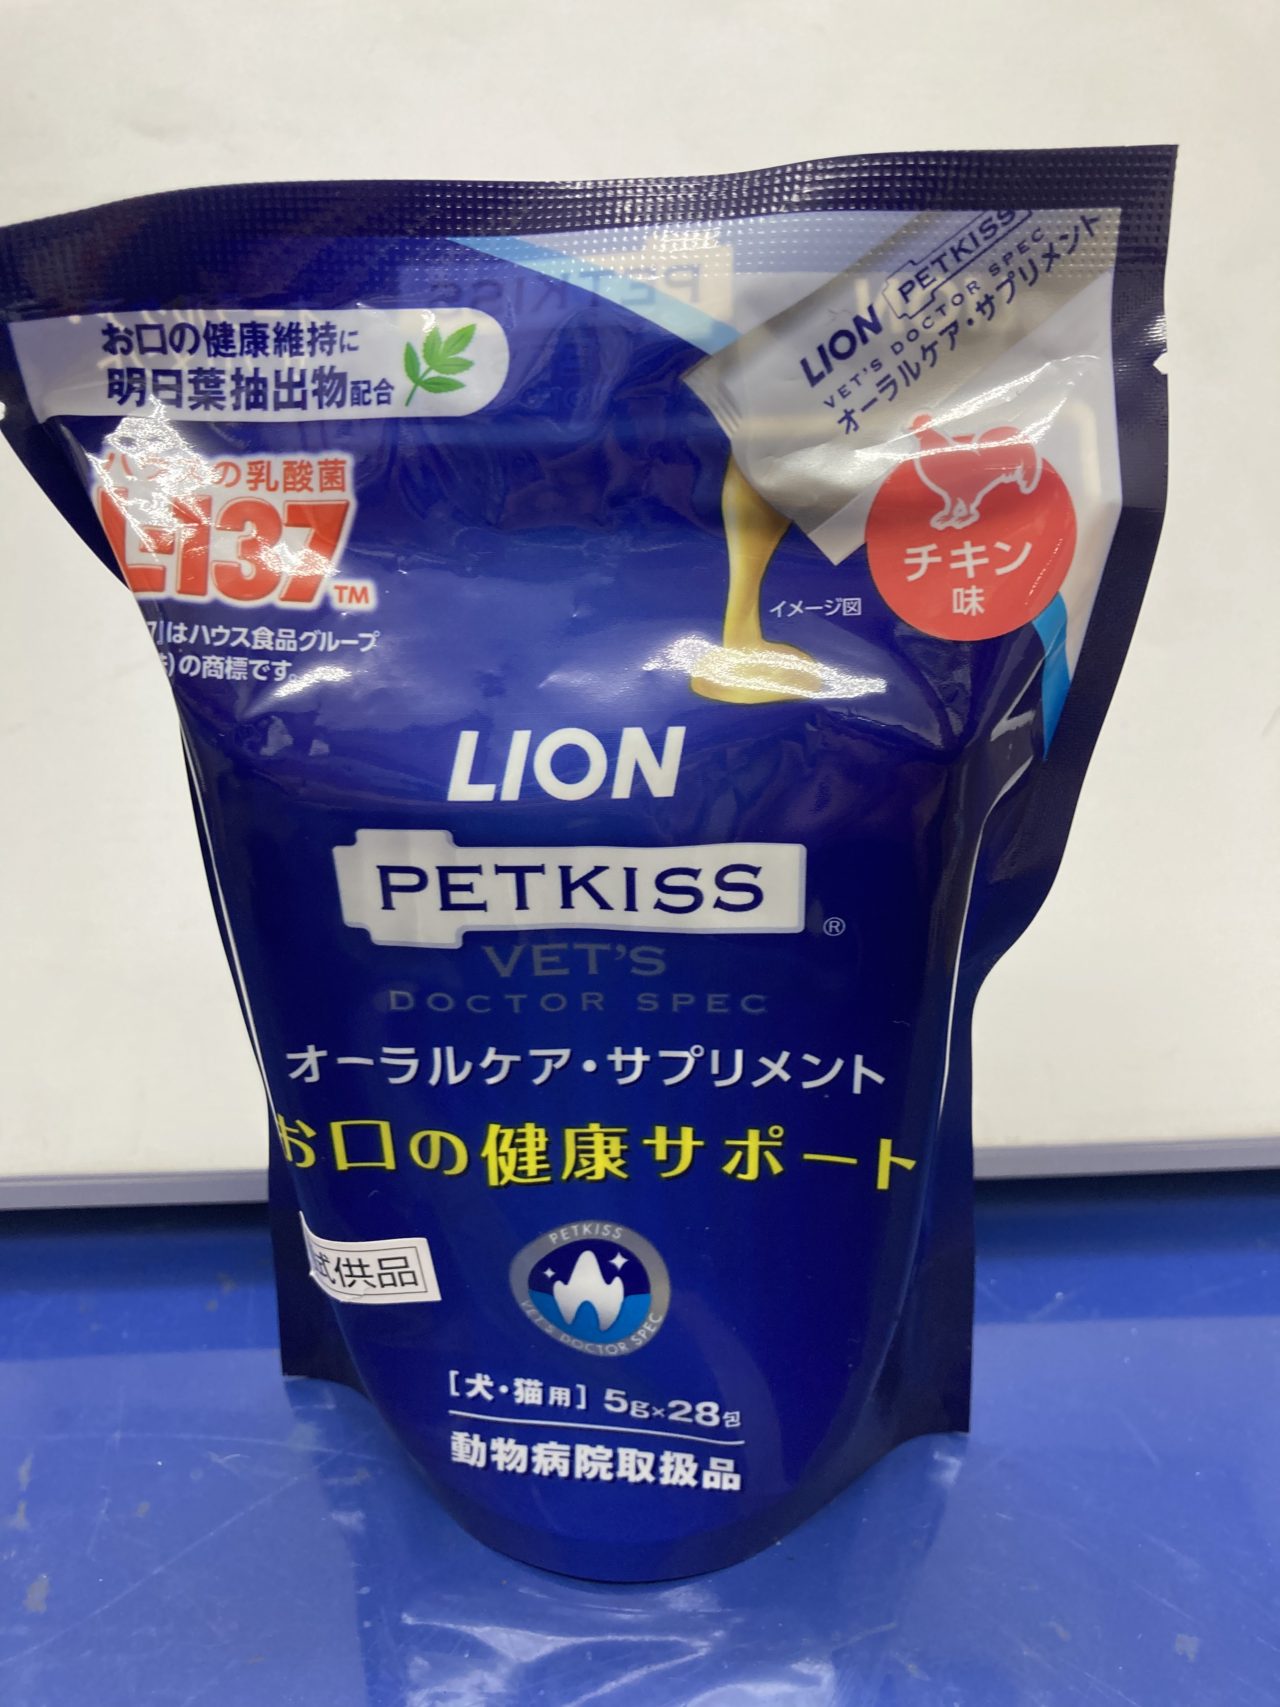 お口の健康維持に
明日葉抽出物配合
の乳酸菌
L-137™
はハウス食品グループ
の商標です。
LION PETKISS
VET'S DOCTOR SPEC
オーラルケア・サプリメント
チキン
味
イメージ図
LION
PETKISS®
VET'S
DOCTOR SPEC
オーラルケア・サプリメント
お口の健康サポート
試供品
PETKISS
VET'S DOCTOR SPEC
[犬・猫用] 5g×28包
動物病院取扱品